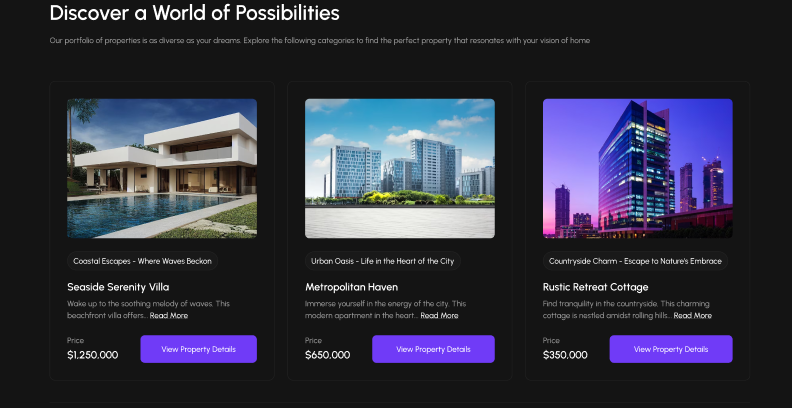 Discover a World of Possibilities
Our portfolio of properties is as diverse as your dreams. Explore the following categories to find the perfect property that resonates with your vision of home
Coastal Escapes - Where Waves Beckon
Seaside Serenity Villa
Wake up to the soothing melody of waves. This
beachfront villa offers... Read More
Price
$1,250,000
View Property Details
Urban Oasis - Life in the Heart of the City
Metropolitan Haven
Immerse yourself in the energy of the city. This
modern apartment in the heart... Read More
Price
$650,000
View Property Details
Countryside Charm - Escape to Nature's Embrace
Rustic Retreat Cottage
Find tranquility in the countryside. This charming
cottage is nestled amidst rolling hills... Read More
Price
$350,000
View Property Details